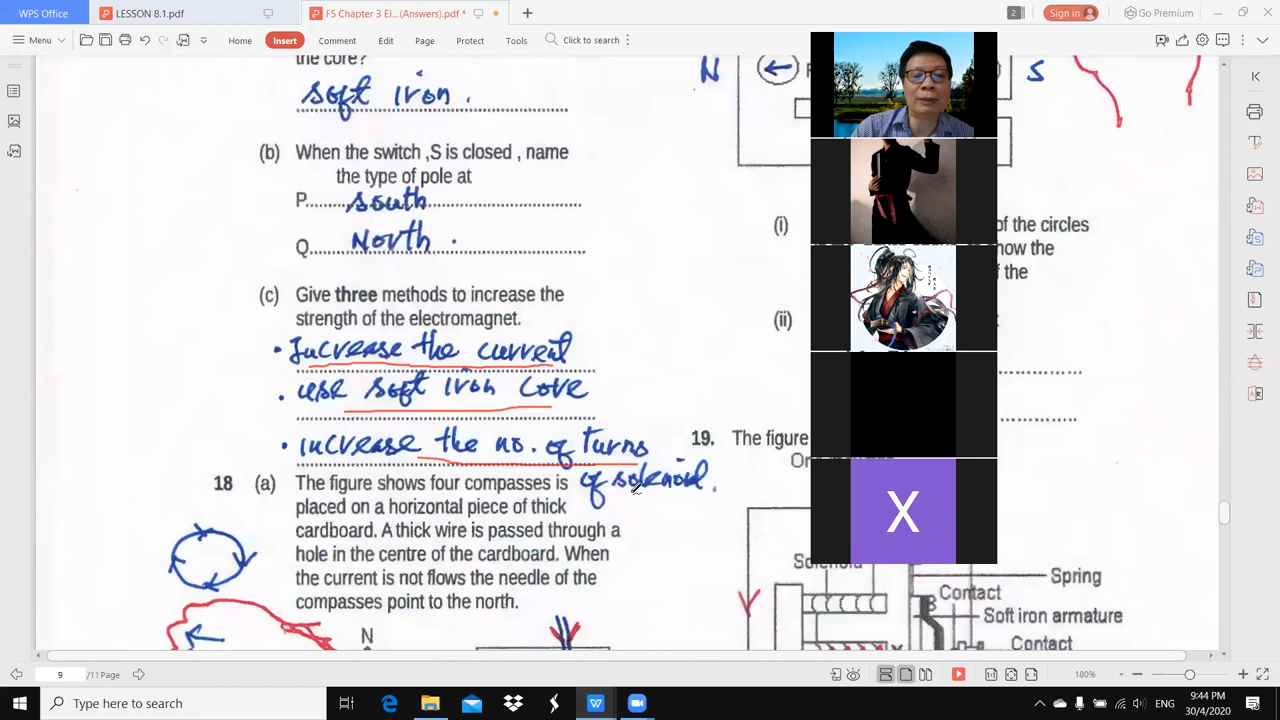 WPS Office
LESSON 8.1.pdf
F5 Chapter 3 El...(Answers).pdf *
2
Sign in
Go Premium
Menu
Home
Insert
Comment
Edit
Page
Protect
Tools
Click to search
the core?
soft iron.
(b) When the switch ,S is closed , name
the type of pole at
P.....south
Q.....North.
(c) Give three methods to increase the
strength of the electromagnet.
• Increase the current
• use soft iron core
• increase the no. of turns
of solenoid.
18 (a) The figure shows four compasses is
placed on a horizontal piece of thick
cardboard. A thick wire is passed through a
hole in the centre of the cardboard. When
the current is not flows the needle of the
compasses point to the north.
N
N
S
(i)
of the circles
now the
of the
(ii)
19. The figure
Solenoid
Spring
Contact
Soft iron armature
Contact
X
9 /11 Page
180%
Type here to search
9:44 PM
30/4/2020